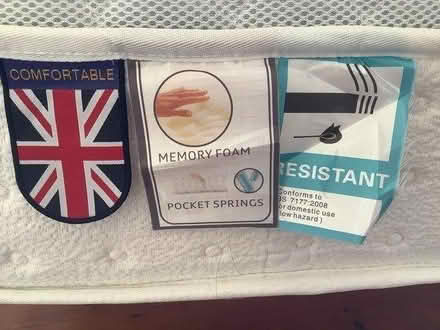 COMFORTABLE
MEMORY FOAM
POCKET SPRINGS
RESISTANT
Conforms to
7177:2008
domestic use
hazard )